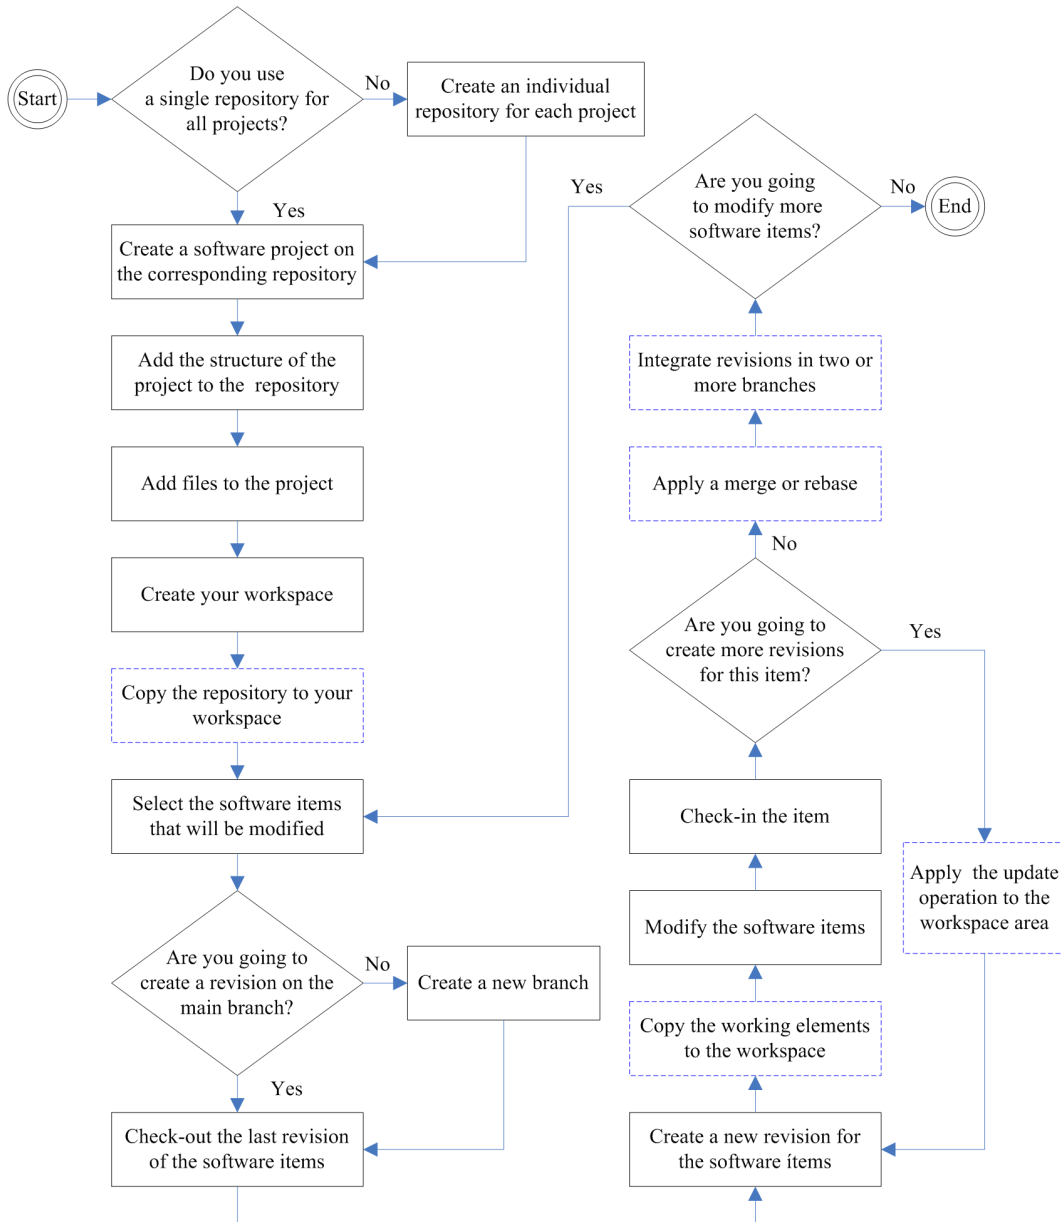 Start
Do you use
a single repository for
all projects?
No
Create an individual
repository for each project
Yes
Create a software project on
the corresponding repository
Add the structure of the
project to the  repository
Add files to the project
Create your workspace
Copy the repository to your
workspace
Select the software items
that will be modified
Are you going to
create a revision on the
main branch?
No
Create a new branch
Yes
Check-out the last revision
of the software items
Create a new revision for
the software ítems
Copy the working elements
to the workspace
Modify the software items
Check-in the item
Are you going to
create more revisions
for this item?
Yes
Apply  the update
operation to the
workspace area
No
Apply a merge or rebase
Integrate revisions in two or
more branches
Are you going
to modify more
software items?
Yes
No
End